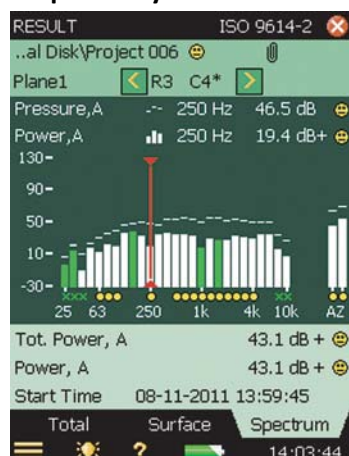 RESULT ISO 9614-2
..al Disk\Project 006
Plane1 < R3 C4* >
Pressure,A 250 Hz 46.5 dB
Power,A 250 Hz 19.4 dB+
130
90
50
10
-30
25 63 250 1k 4k 10k AZ
Tot. Power, A 43.1 dB +
Power, A 43.1 dB +
Start Time 08-11-2011 13:59:45
Total Surface Spectrum
? 14:03:44